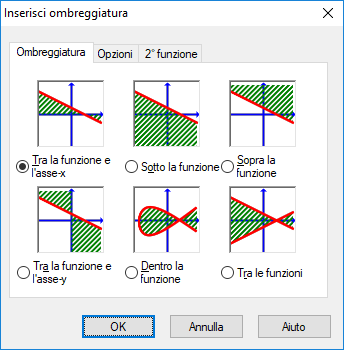 Inserisci ombreggiatura
Ombreggiatura Opzioni 2° funzione
Tra la funzione e
l'asse-x
Sotto la funzione
Sopra la
funzione
Tra la funzione e
l'asse-y
Dentro la
funzione
Tra le funzioni
OK Annulla Aiuto